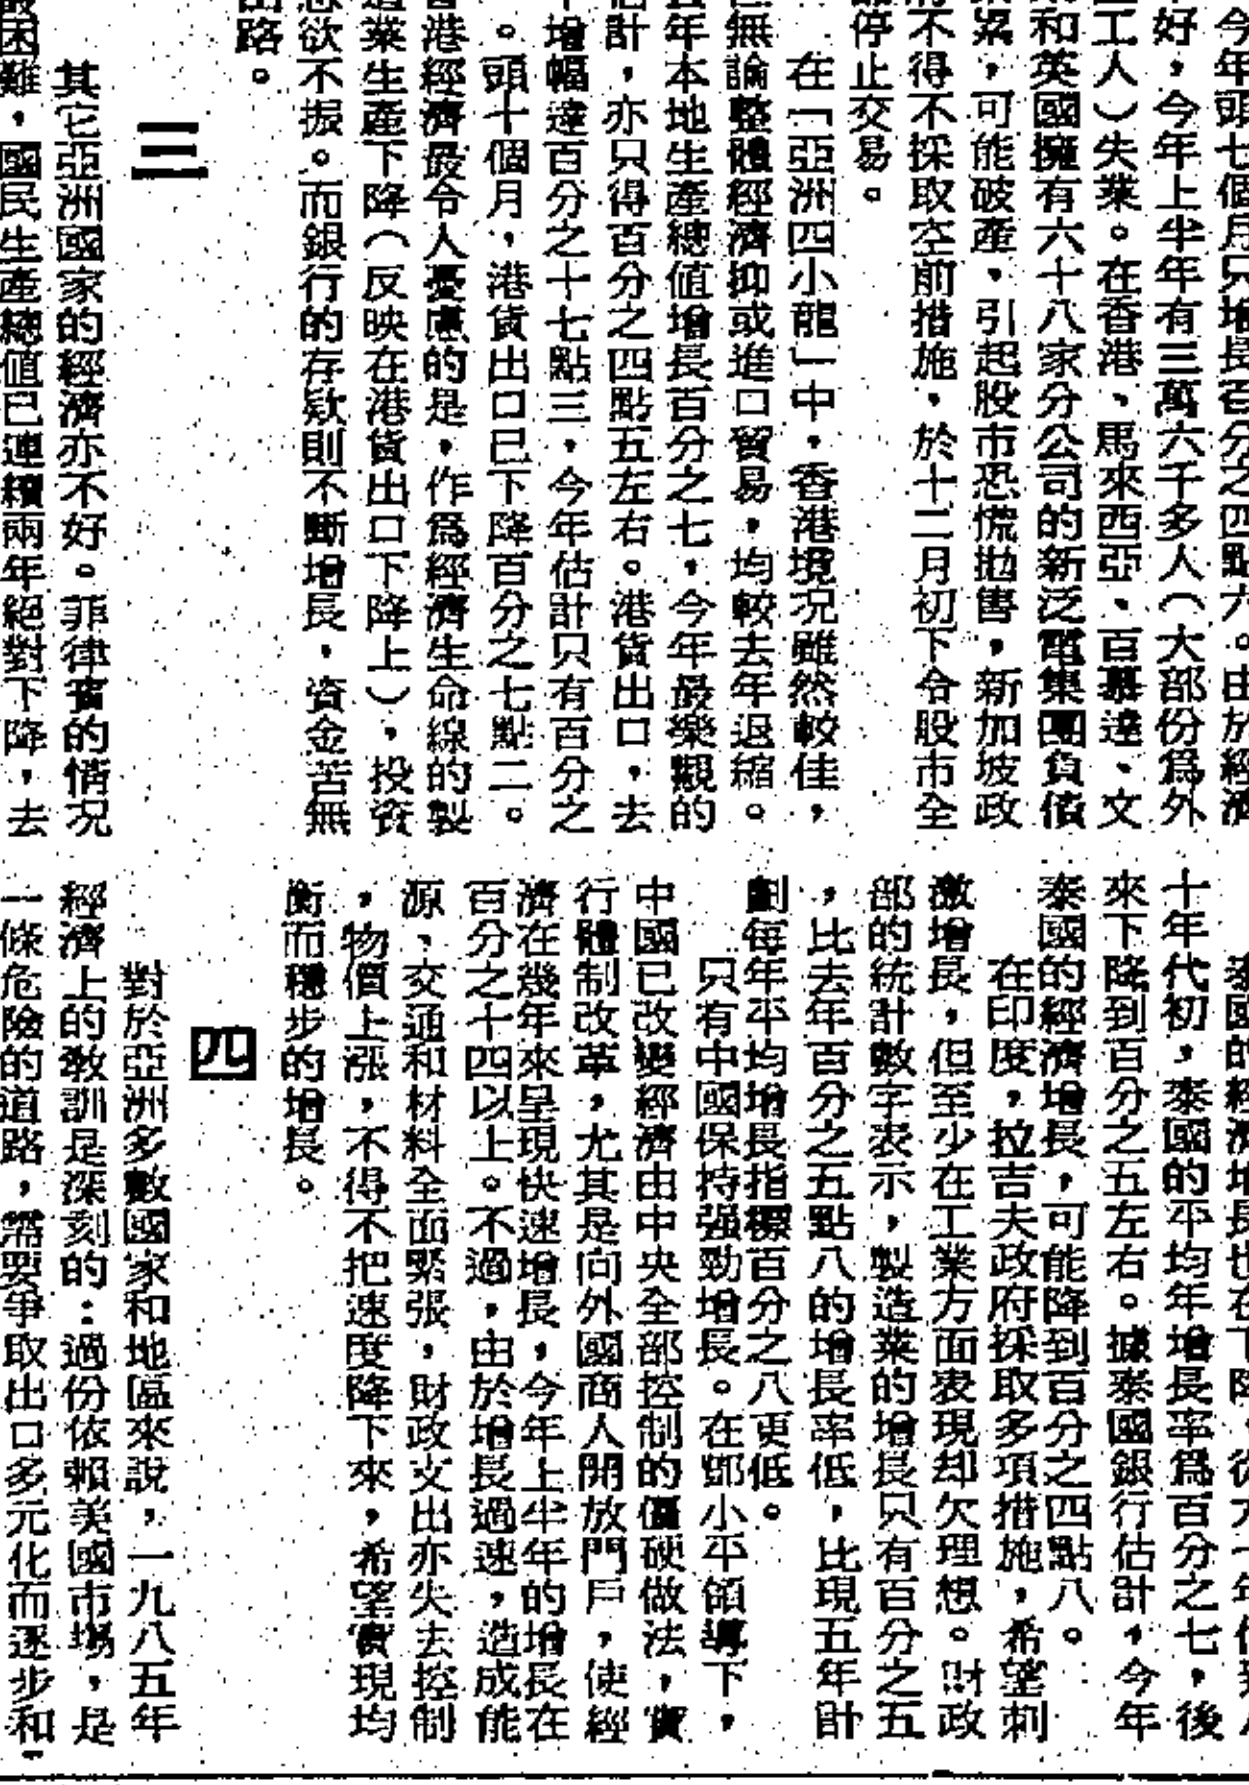 今年頭七個月只增長百分之四點六。由於經濟
好，今年上半年有三萬六千多人（大部份爲外
工人）失業。在香港、馬來西亞、百慕達、文
和英國擁有六十八家分公司的新泛電集團負債
累累，可能破產，引起股市恐慌拋售，新加坡政
不得不採取空前措施，於十二月初下令股市全
停止交易。
在「亞洲四小龍」中，香港境況雖然較佳，
無論整體經濟抑或進口貿易，均較去年退縮。
去年本地生產總值增長百分之七，今年最樂觀的
估計，亦只得百分之四點五左右。港貨出口，去
年增幅達百分之十七點三，今年估計只有百分之
。頭十個月，港貨出口已下降百分之七點二。
香港經濟最令人憂慮的是，作爲經濟生命線的製
造業生產下降（反映在港貨出口下降上），投資
意欲不振。而銀行的存款則不斷增長，資金苦無
出路。
三
其它亞洲國家的經濟亦不好。菲律賓的情況
最困難，國民生產總值已連續兩年絕對下降，去
泰國的經濟增長也在下降，從六
十年代初，泰國的平均年增長率爲百分之七，後
來下降到百分之五左右。據泰國銀行估計，今年
泰國的經濟增長，可能降到百分之四點八。
在印度，拉吉夫政府採取多項措施，希望刺
激增長，但至少在工業方面表現却欠理想。財政
部的統計數字表示，製造業的增長只有百分之五
，比去年百分之五點八的增長率低，比現五年計
劃每年平均增長指標百分之八更低。
只有中國保持强勁增長。在鄧小平領導下，
中國已改變經濟由中央全部控制的僵硬做法，實
行體制改革，尤其是向外國商人開放門戶，使經
濟在幾年來呈現快速增長，今年上半年的增長在
百分之十四以上。不過，由於增長過速，造成能
源、交通和材料全面緊張，財政支出亦失去控制
，物價上漲，不得不把速度降下來，希望實現均
衡而穩步的增長。
四
對於亞洲多數國家和地區來說，一九八五年
經濟上的教訓是深刻的：過份依賴美國市場，是
一條危險的道路，需要爭取出口多元化而逐步和